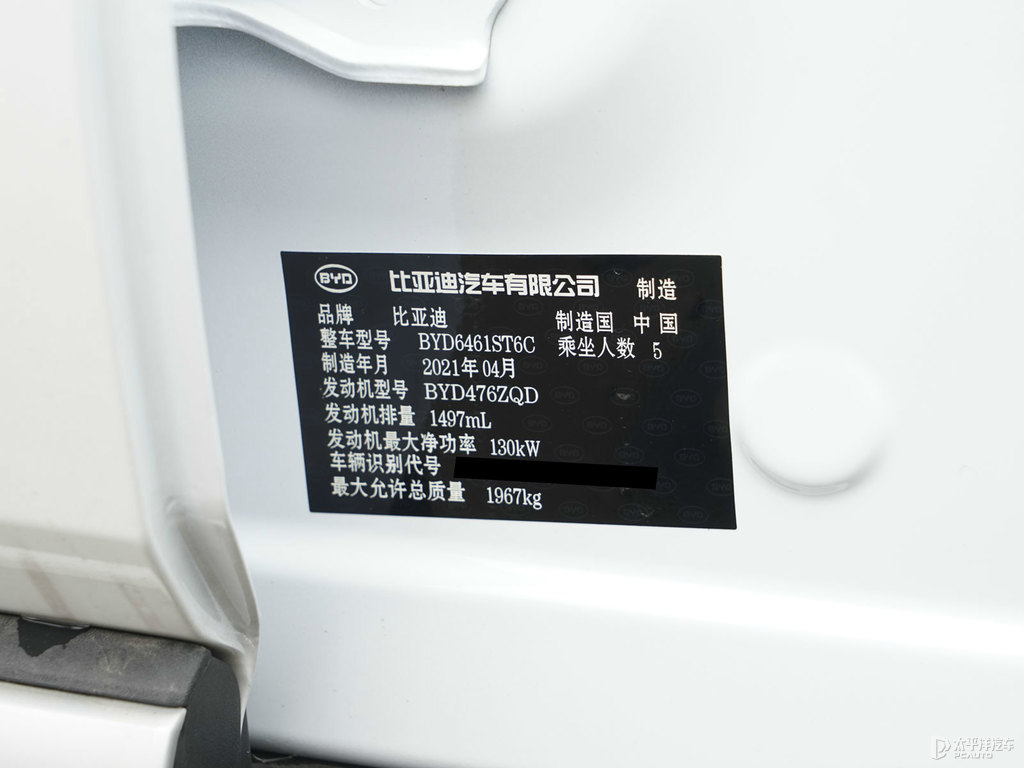 BYD 比亚迪汽车有限公司 制造
品牌 比亚迪 制造国 中国
整车型号 BYD6461ST6C 乘坐人数 5
制造年月 2021年04月
发动机型号 BYD476ZQD
发动机排量 1497mL
发动机最大净功率 130kW
车辆识别代号
最大允许总质量 1967kg
太平洋汽车
PCAUTO